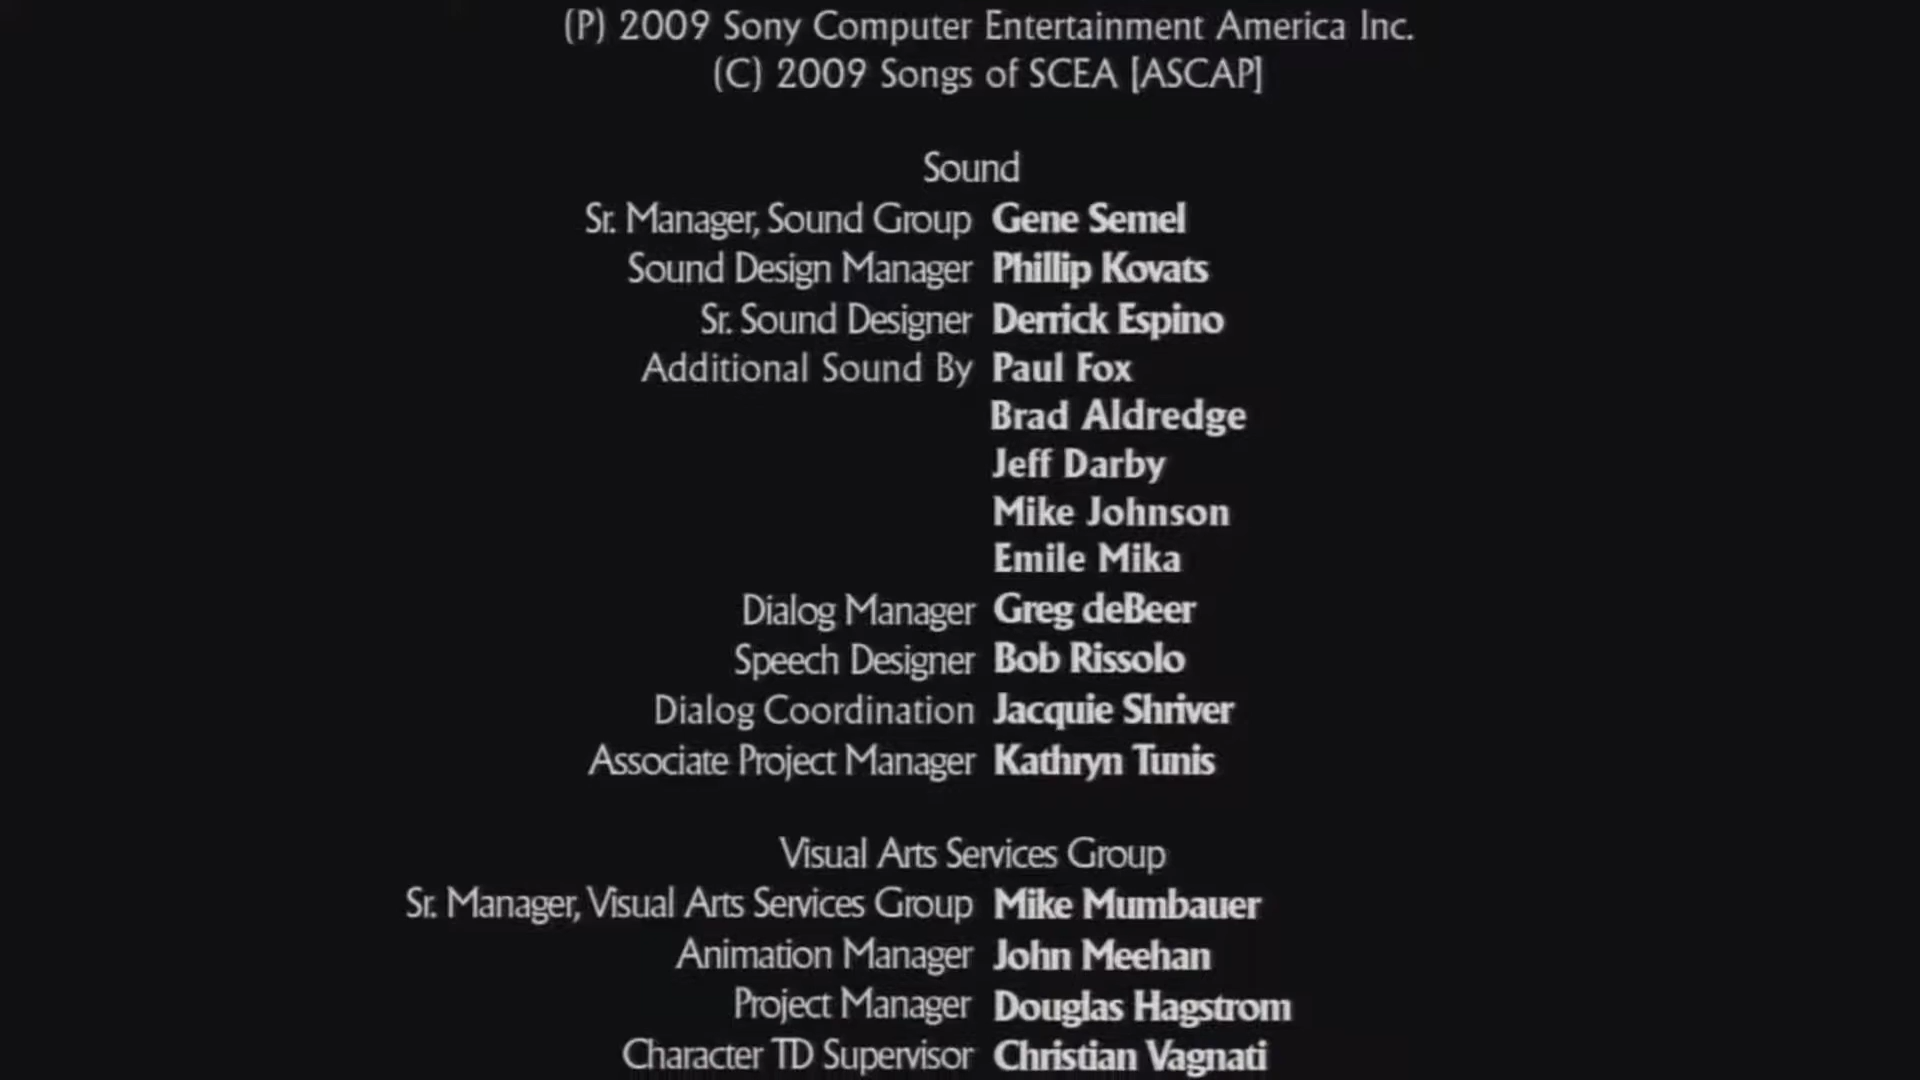 (P) 2009 Sony Computer Entertainment America Inc.
(C) 2009 Songs of SCEA [ASCAP]
Sound
Sr. Manager, Sound Group Gene Semel
Sound Design Manager Phillip Kovats
Sr. Sound Designer Derrick Espino
Additional Sound By Paul Fox
Brad Aldredge
Jeff Darby
Mike Johnson
Emile Mika
Dialog Manager Greg deBeer
Speech Designer Bob Rissolo
Dialog Coordination Jacquie Shriver
Associate Project Manager Kathryn Tunis
Visual Arts Services Group
Sr. Manager, Visual Arts Services Group Mike Mumbauer
Animation Manager John Meehan
Project Manager Douglas Hagstrom
Character TD Supervisor Christian Vagnati